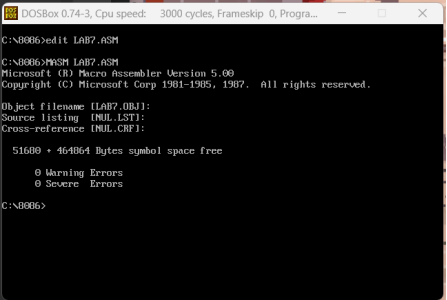 DOSBox 0.74-3, Cpu speed: 3000 cycles, Frameskip 0, Progra...
C:\8086>edit LAB7.ASM
C:\8086>MASM LAB7.ASM
Microsoft (R) Macro Assembler Version 5.00
Copyright (C) Microsoft Corp 1981-1985, 1987. All rights reserved.
Object filename [LAB7.OBJ]:
Source listing [NUL.LST]:
Cross-reference [NUL.CRF]:
51680 + 464864 Bytes symbol space free
0 Warning Errors
0 Severe Errors
C:\8086>